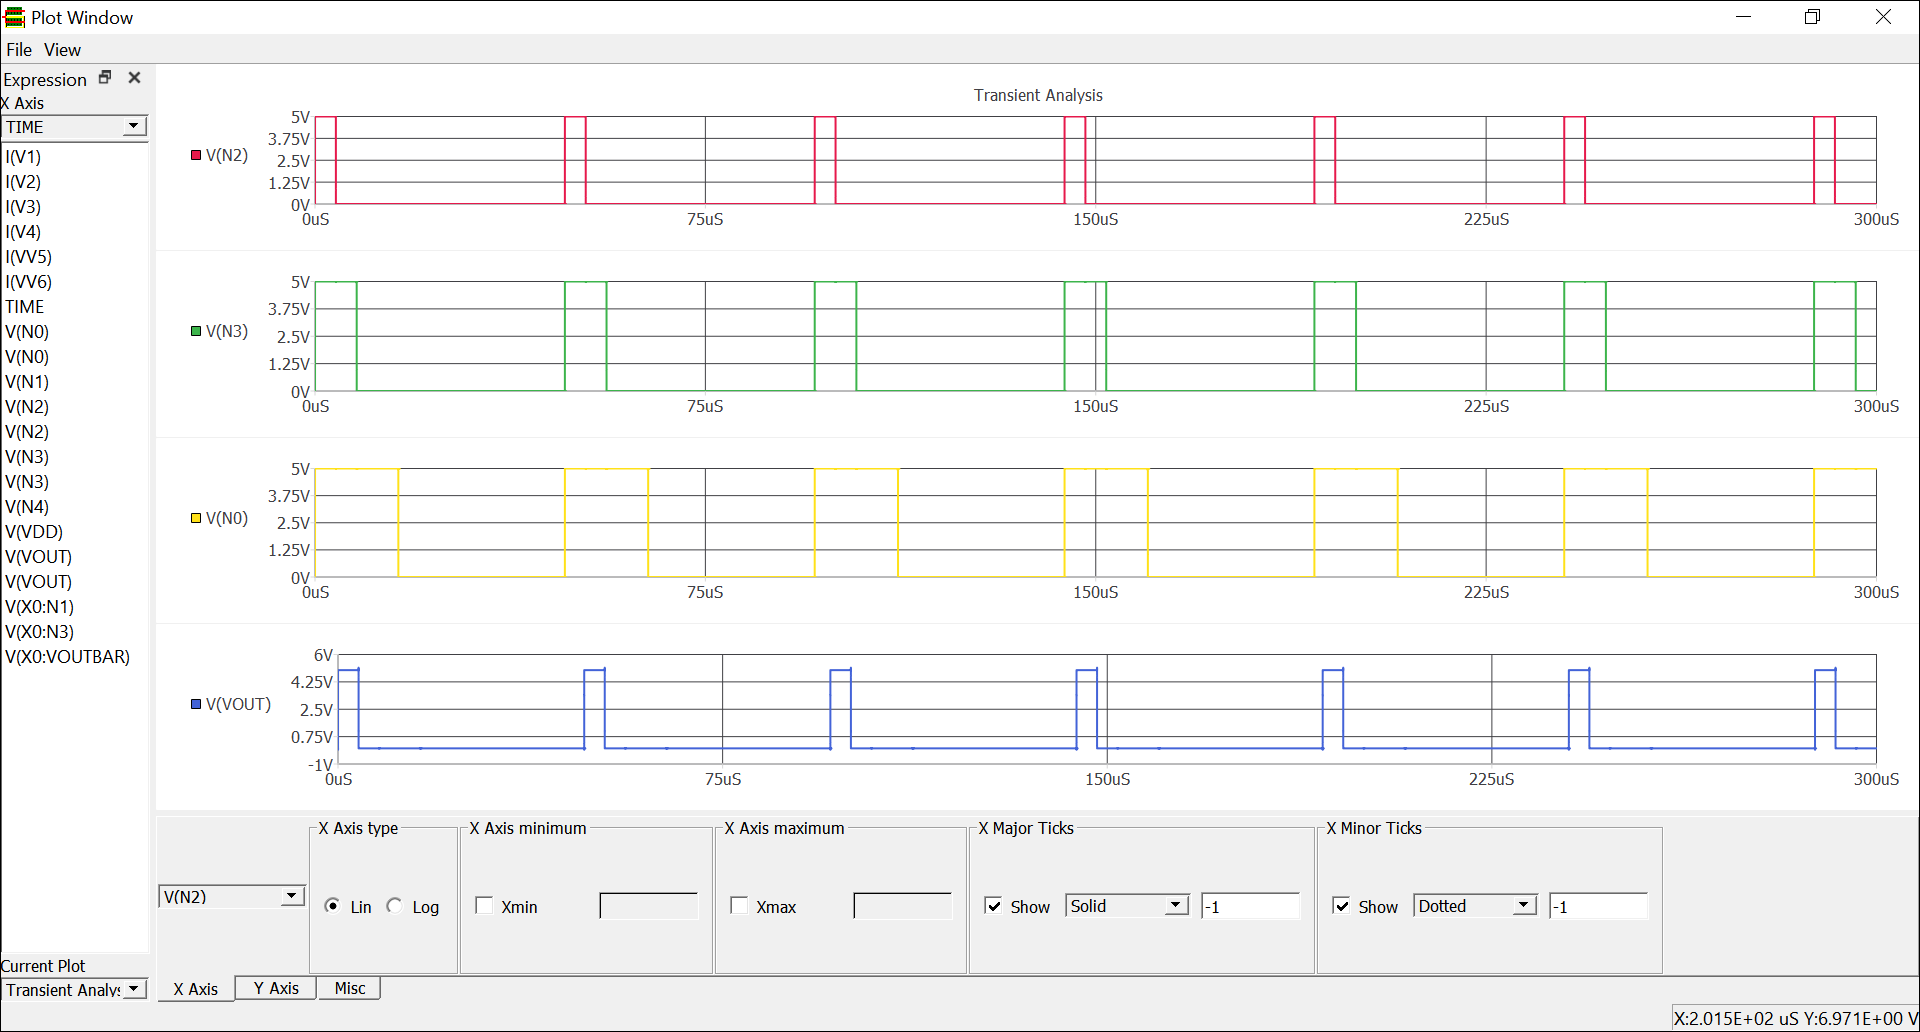 Plot Window
File View
Expression
X Axis
TIME
I(V1)
I(V2)
I(V3)
I(V4)
I(VV5)
I(VV6)
TIME
V(N0)
V(N0)
V(N1)
V(N2)
V(N2)
V(N3)
V(N3)
V(N4)
V(VDD)
V(VOUT)
V(VOUT)
V(X0:N1)
V(X0:N3)
V(X0:VOUTBAR)
Current Plot
Transient Analys
Transient Analysis
V(N2)
5V
3.75V
2.5V
1.25V
0V
0uS 75uS 150uS 225uS 300uS
V(N3)
5V
3.75V
2.5V
1.25V
0V
0uS 75uS 150uS 225uS 300uS
V(N0)
5V
3.75V
2.5V
1.25V
0V
0uS 75uS 150uS 225uS 300uS
V(VOUT)
6V
4.25V
2.5V
0.75V
-1V
0uS 75uS 150uS 225uS 300uS
V(N2)
X Axis type
Lin Log
X Axis minimum
Xmin
X Axis maximum
Xmax
X Major Ticks
Show Solid -1
X Minor Ticks
Show Dotted -1
X Axis Y Axis Misc
X:2.015E+02 uS Y:6.971E+00 V